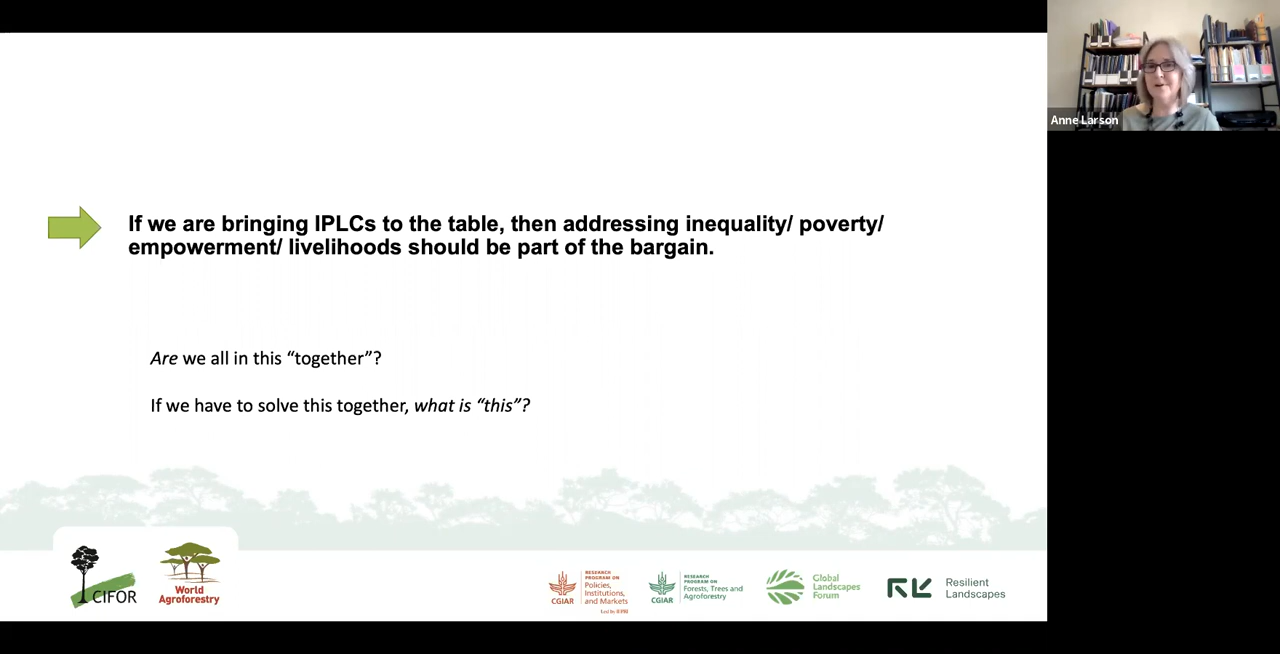 Anne Larson
If we are bringing IPLCs to the table, then addressing inequality/ poverty/
empowerment/ livelihoods should be part of the bargain.
Are we all in this “together”?
If we have to solve this together, what is “this”?
CIFOR
World
Agroforestry
CGIAR
RESEARCH
PROGRAM ON
Policies,
Institutions,
and Markets
Led by IFPRI
CGIAR
RESEARCH
PROGRAM ON
Forests, Trees and
Agroforestry
Global
Landscapes
Forum
Resilient
Landscapes